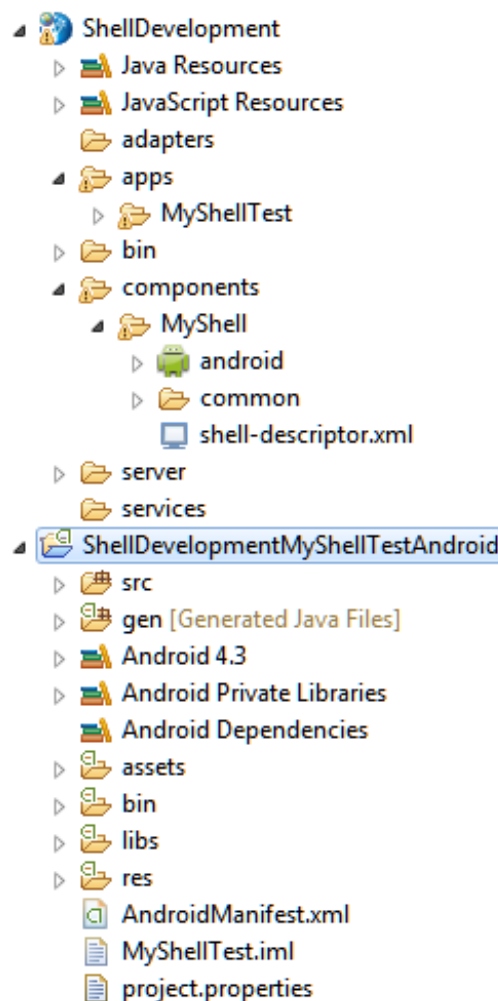 ShellDevelopment
Java Resources
JavaScript Resources
adapters
apps
MyShellTest
bin
components
MyShell
android
common
shell-descriptor.xml
server
services
ShellDevelopmentMyShellTestAndroid
src
gen [Generated Java Files]
Android 4.3
Android Private Libraries
Android Dependencies
assets
bin
libs
res
AndroidManifest.xml
MyShellTest.iml
project.properties